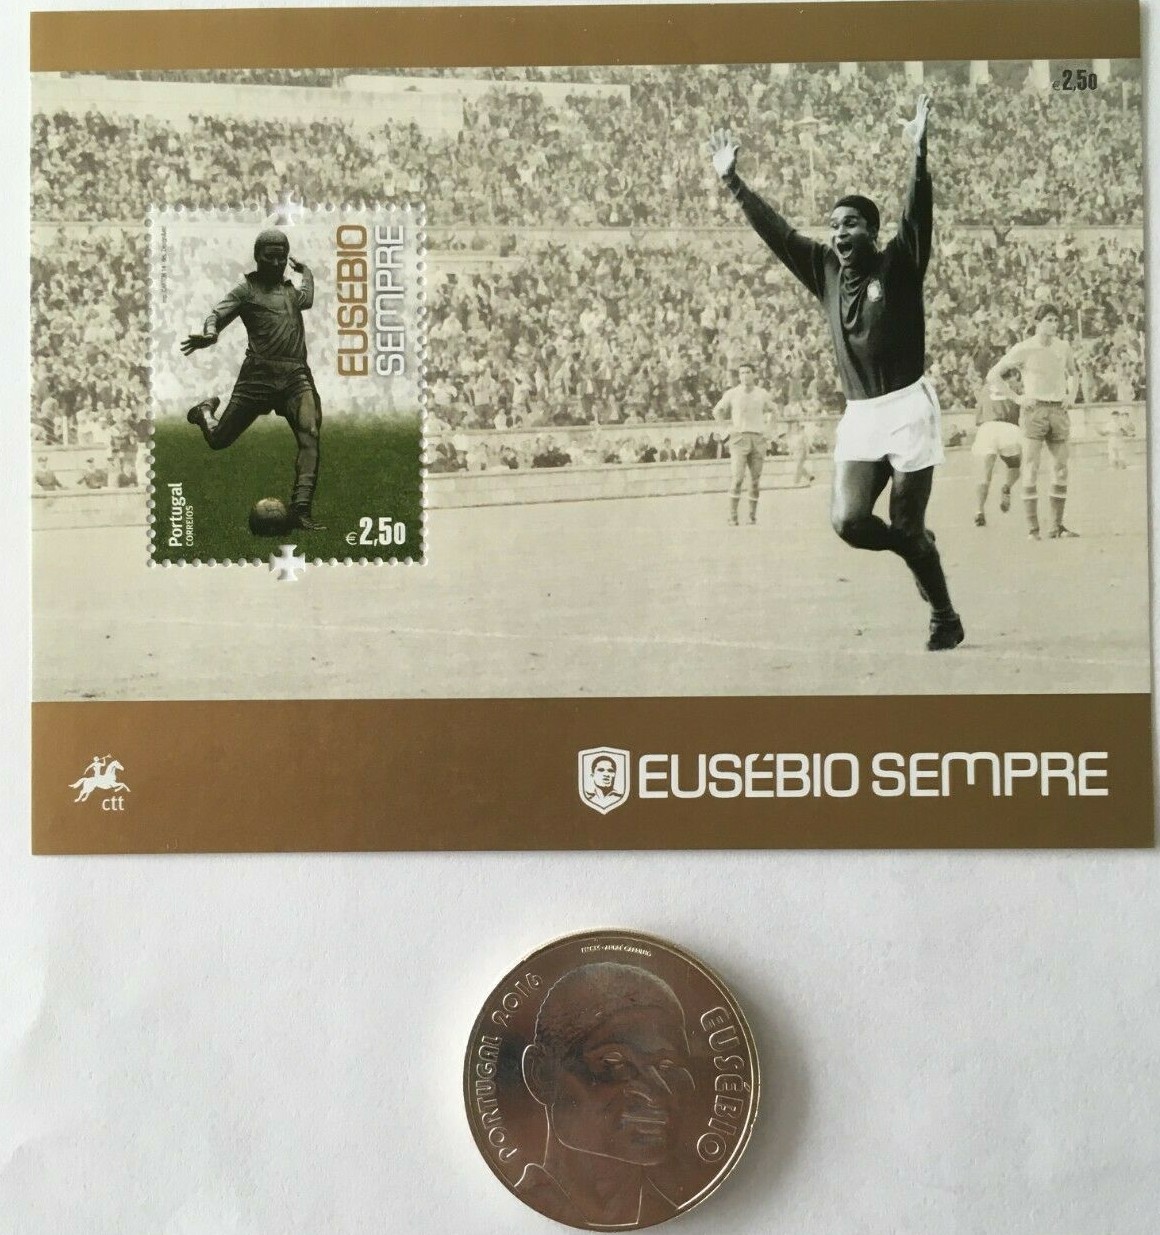 €2,50
EUSÉBIO
SEMPRE
Portugal
CORREIOS
€2,50
ctt
EUSÉBIO SEMPRE
PORTUGAL 2016
EUSÉBIO